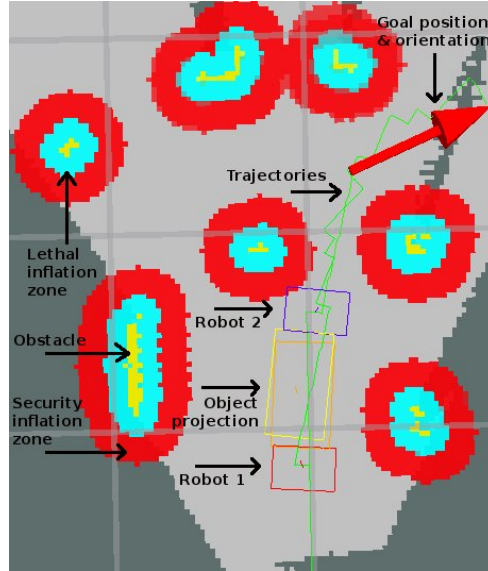 Goal position
& orientation
Trajectories
Lethal
inflation
zone
Robot 2
Obstacle
Object
projection
Security
inflation
zone
Robot 1